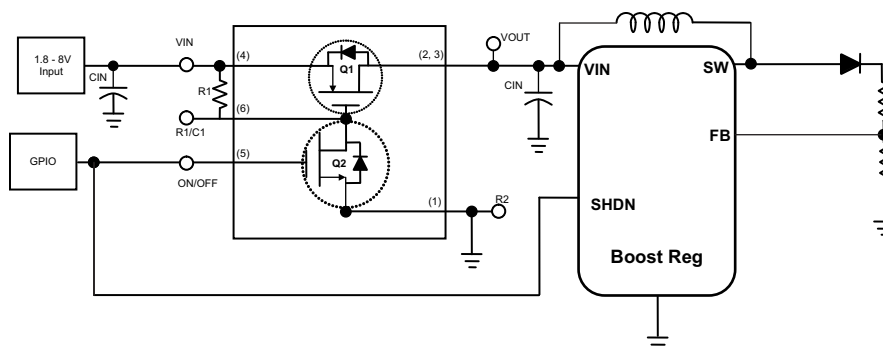 1.8 - 8V
Input
CIN
VIN
(4)
R1
(6)
R1/C1
GPIO
ON/OFF
(5)
Q1
(2, 3)
Q2
(1)
R2
VOUT
CIN
VIN
SW
FB
SHDN
Boost Reg